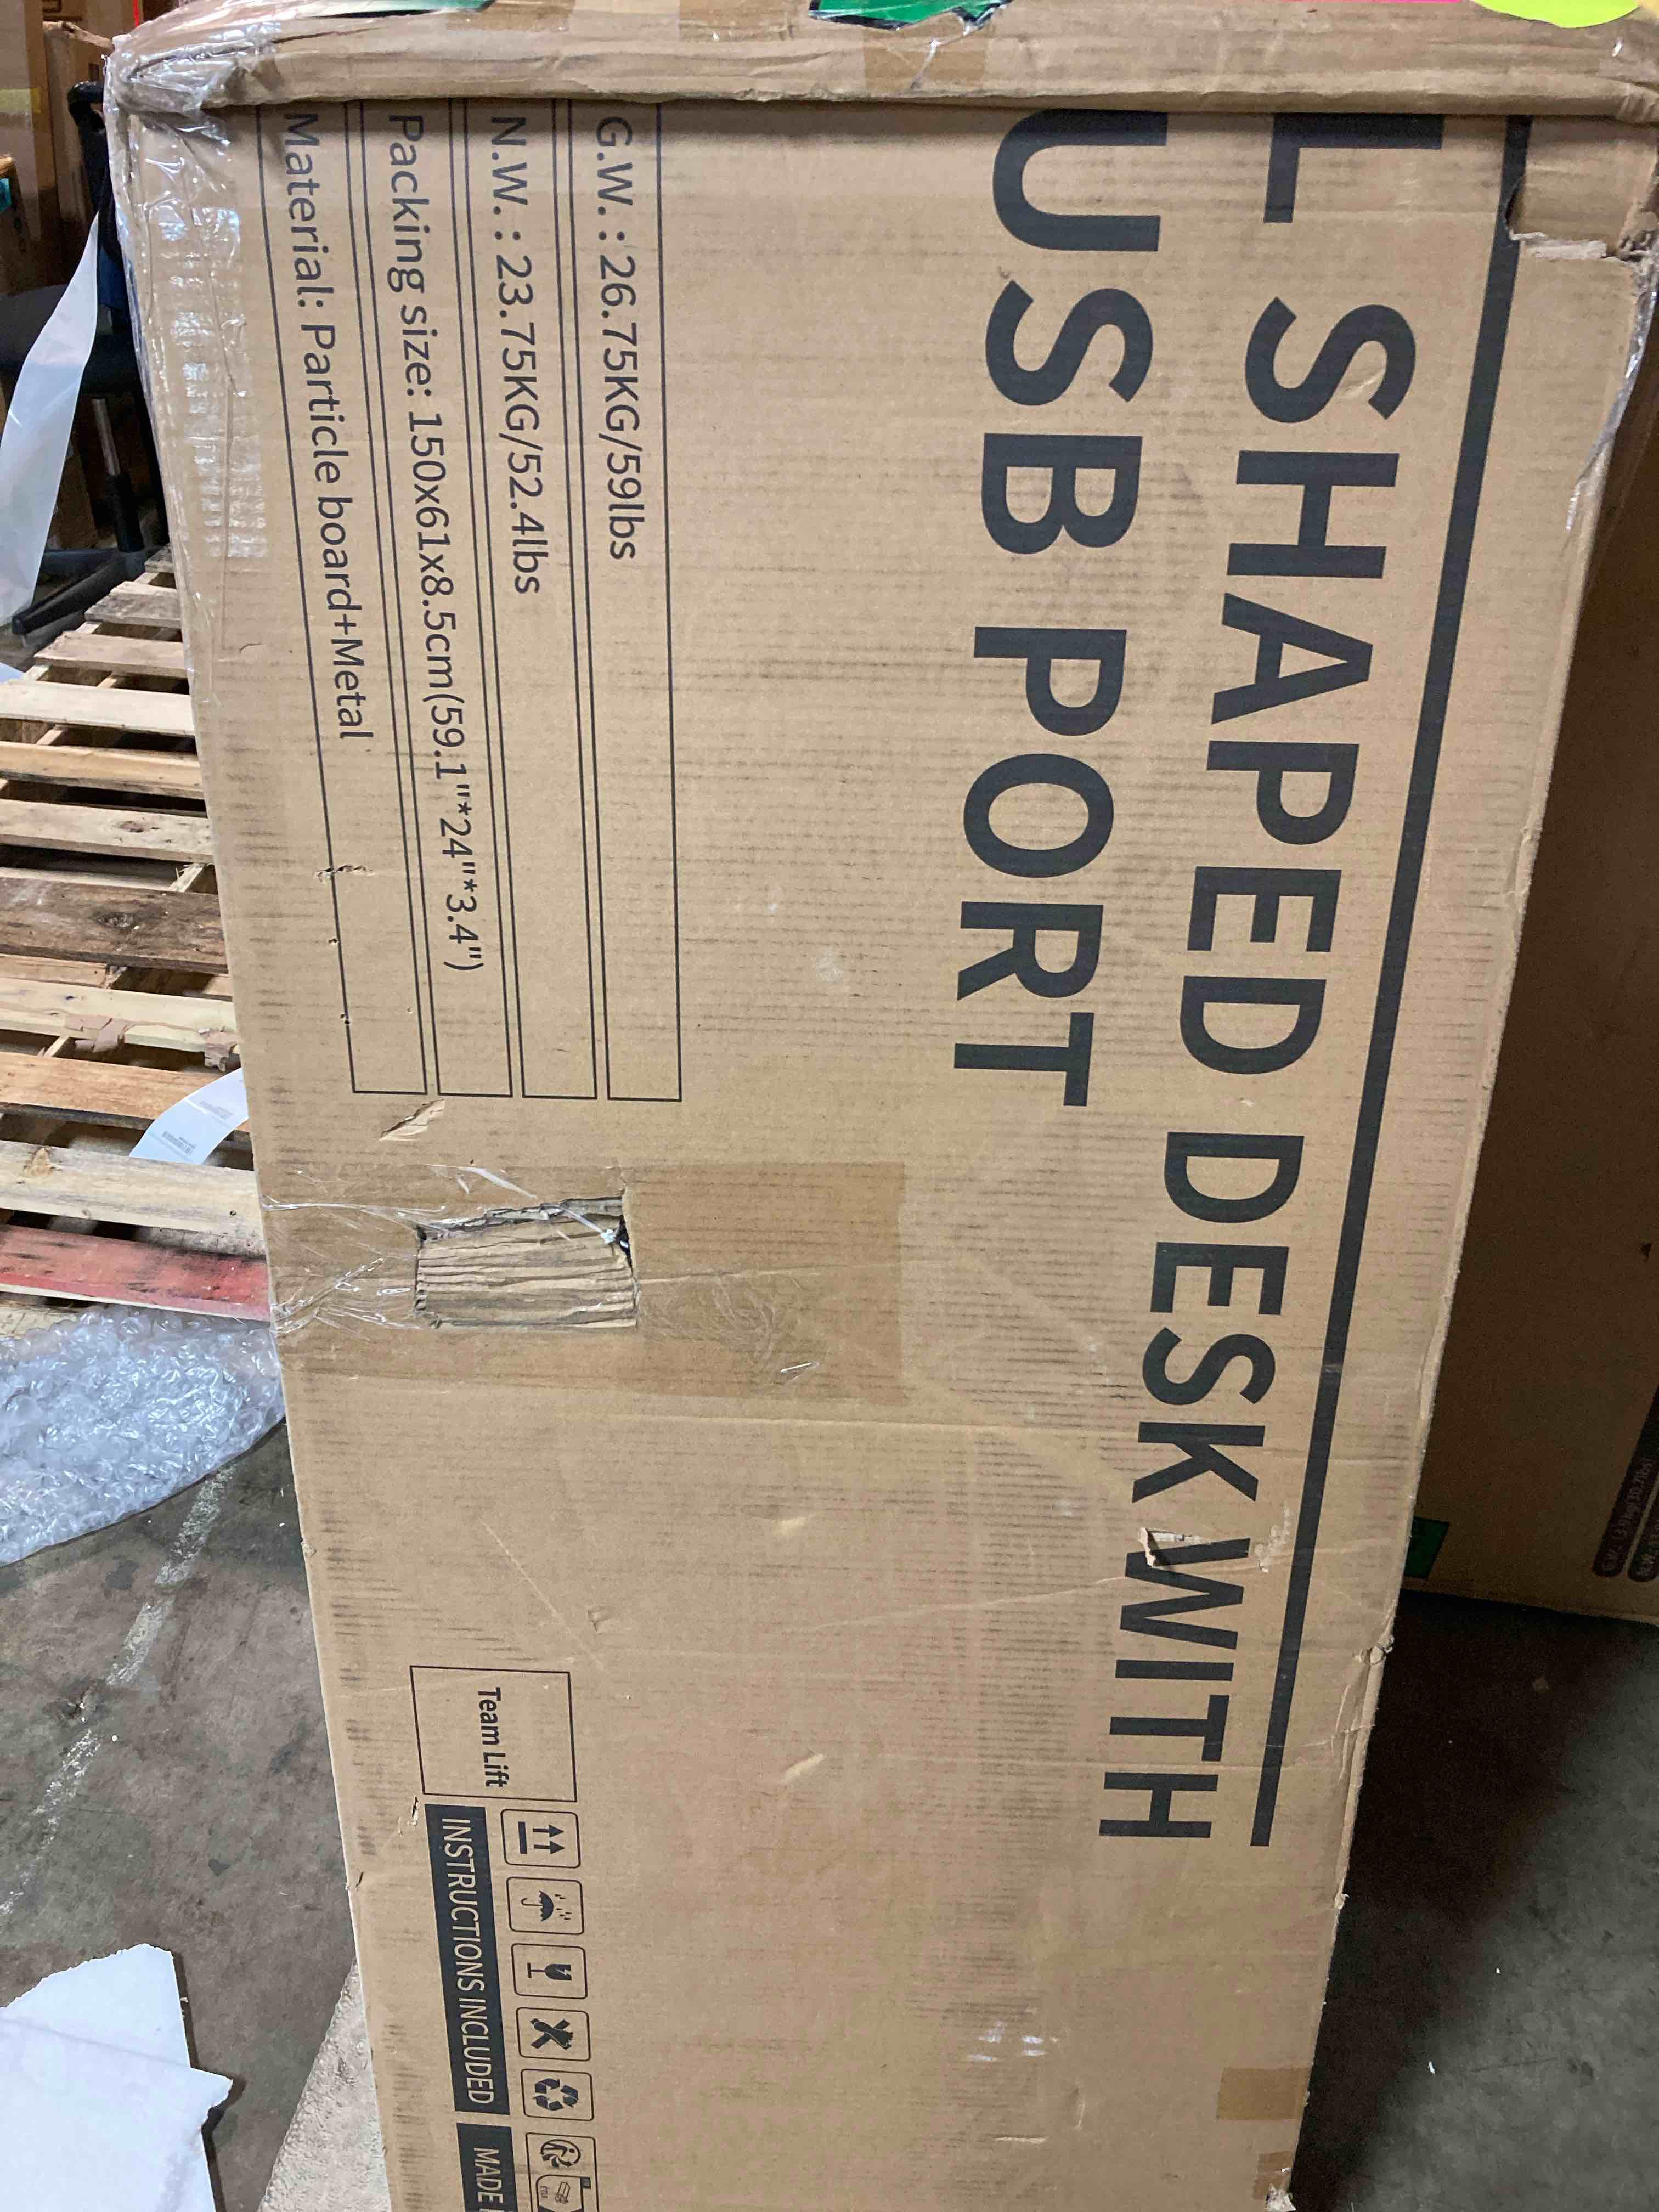 L SHAPED DESK WITH
USB PORT
G.W. : 26.75KG/59lbs
N.W. : 23.75KG/52.4lbs
Packing size: 150x61x8.5cm(59.1"*24"*3.4")
Material: Particle board+Metal
Team Lift
INSTRUCTIONS INCLUDED
MADE